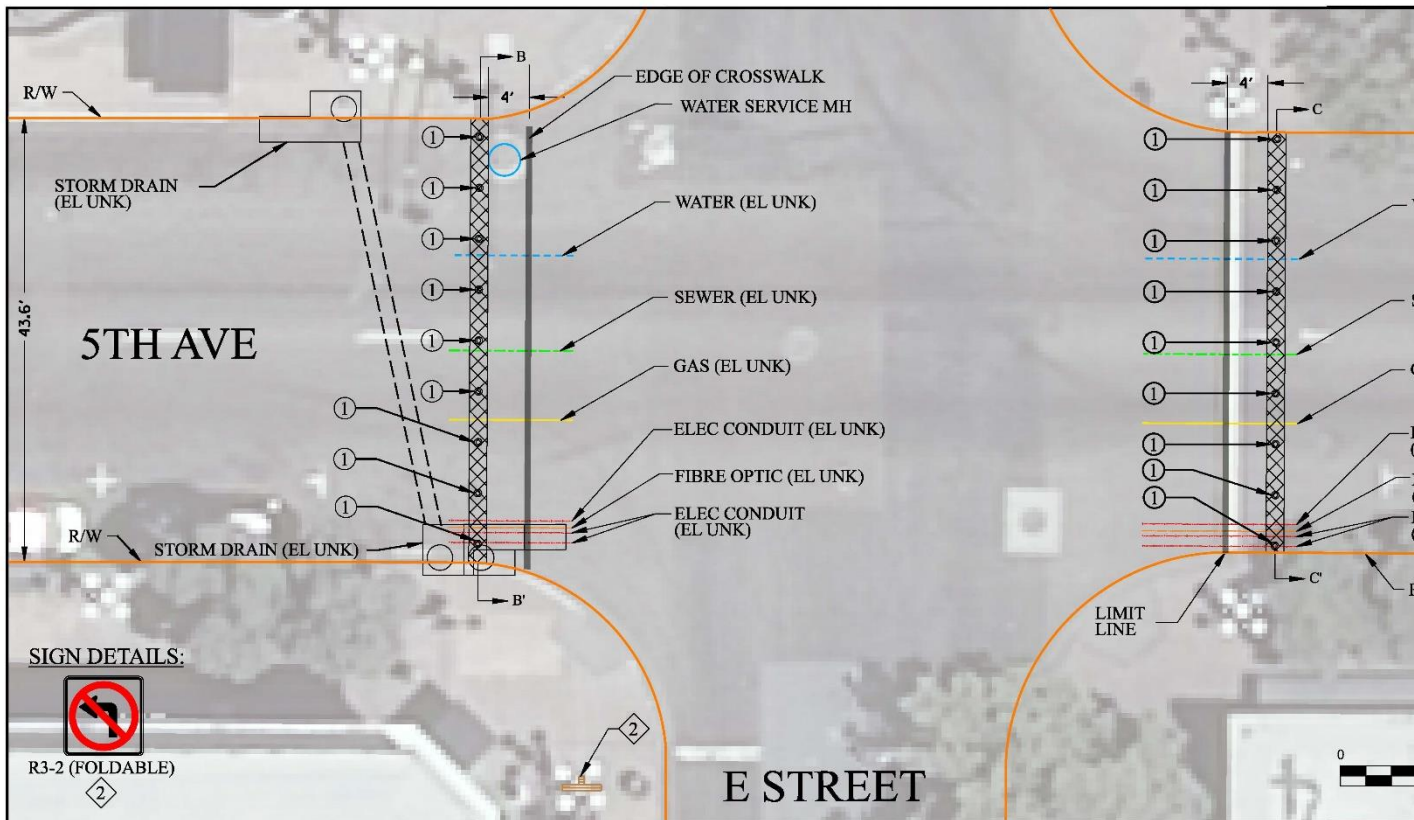 B
EDGE OF CROSSWALK
4'
WATER SERVICE MH
R/W
1
1
STORM DRAIN
(EL UNK)
WATER (EL UNK)
1
1
SEWER (EL UNK)
43.6'
5TH AVE
1
GAS (EL UNK)
1
1
ELEC CONDUIT (EL UNK)
1
FIBRE OPTIC (EL UNK)
1
ELEC CONDUIT
(EL UNK)
R/W
STORM DRAIN (EL UNK)
B'
4'
C
1
1
1
1
S
1
1
1
1
1
C'
LIMIT
LINE
SIGN DETAILS:
R3-2 (FOLDABLE)
2
2
E STREET
0